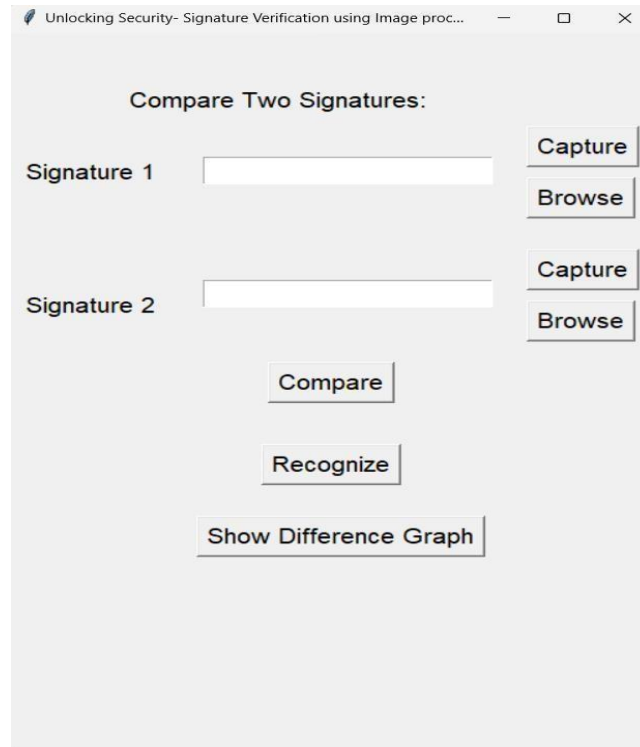 Unlocking Security- Signature Verification using Image proc...
Compare Two Signatures:
Capture
Signature 1
Browse
Capture
Signature 2
Browse
Compare
Recognize
Show Difference Graph